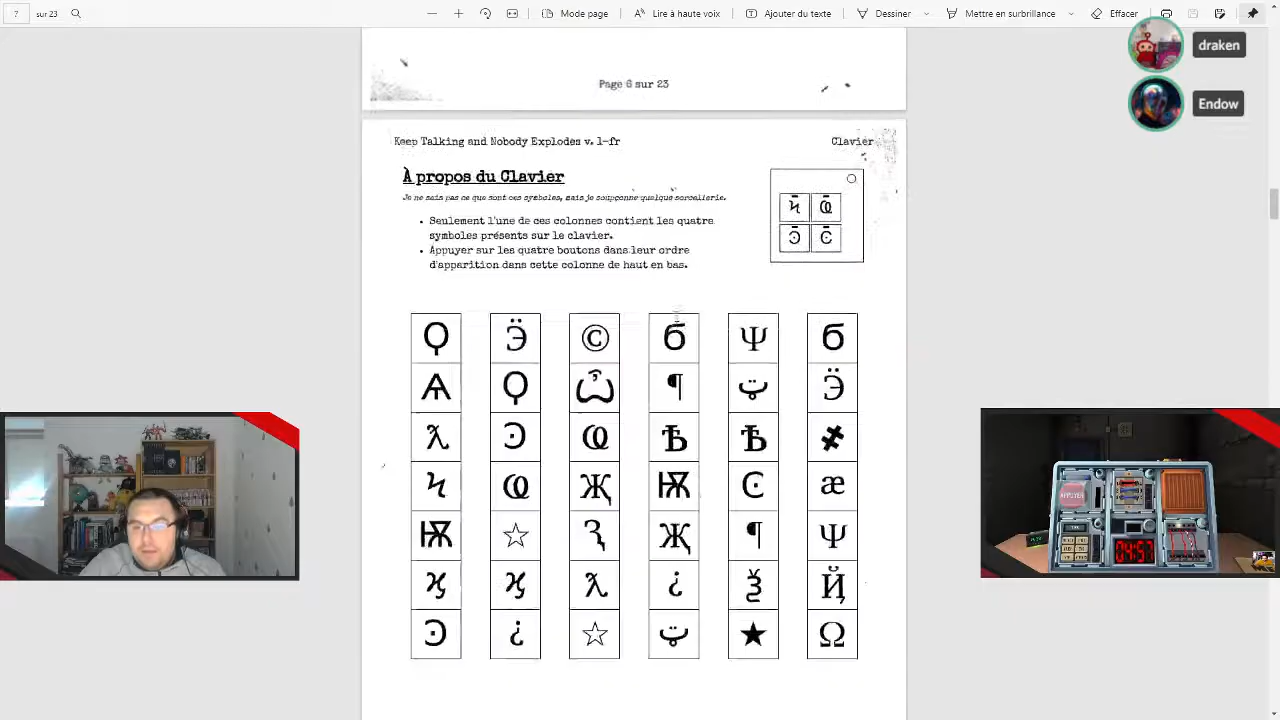 ? sur 23 Mode page Lire à haute voix Ajouter du texte Dessiner Mettre en surbrillance Effacer
draken
Endow
Page 6 sur 23
Keep Talking and Nobody Explodes v. 1-fr Clavier
À propos du Clavier
Je ne sais pas ce que sont ces symboles, mais je soupçonne quelque sorcellerie.
• Seulement l'une de ces colonnes contient les quatre
symboles présents sur le clavier.
• Appuyer sur les quatre boutons dans leur ordre
d'apparition dans cette colonne de haut en bas.
Ϟ Ѽ
Ͽ Ͼ
Ϙ Ӭ © б Ψ б
Ѧ Ϙ Ѽ ¶ ټ Ӭ
ƛ Ͽ Ҩ Ѣ Ѣ ҂
Ϟ Ҩ Җ Ѭ Ͼ æ
Ѭ ☆ Ԇ Җ ¶ Ψ
ϗ ϗ ƛ ¿ Ѯ Ҋ
Ͽ ¿ ☆ ټ ★ Ω
APPUYER
04:57